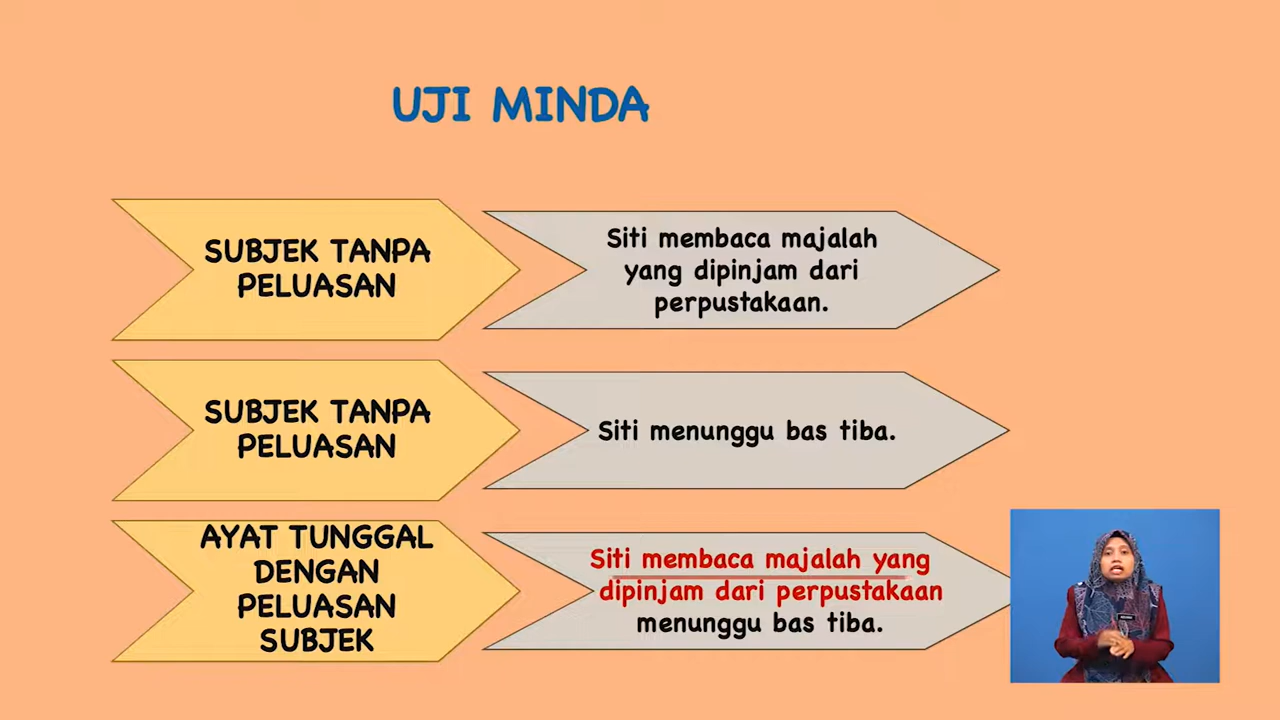 UJI MINDA
SUBJEK TANPA
PELUASAN
Siti membaca majalah
yang dipinjam dari
perpustakaan.
SUBJEK TANPA
PELUASAN
Siti menunggu bas tiba.
AYAT TUNGGAL
DENGAN
PELUASAN
SUBJEK
Siti membaca majalah yang
dipinjam dari perpustakaan
menunggu bas tiba.